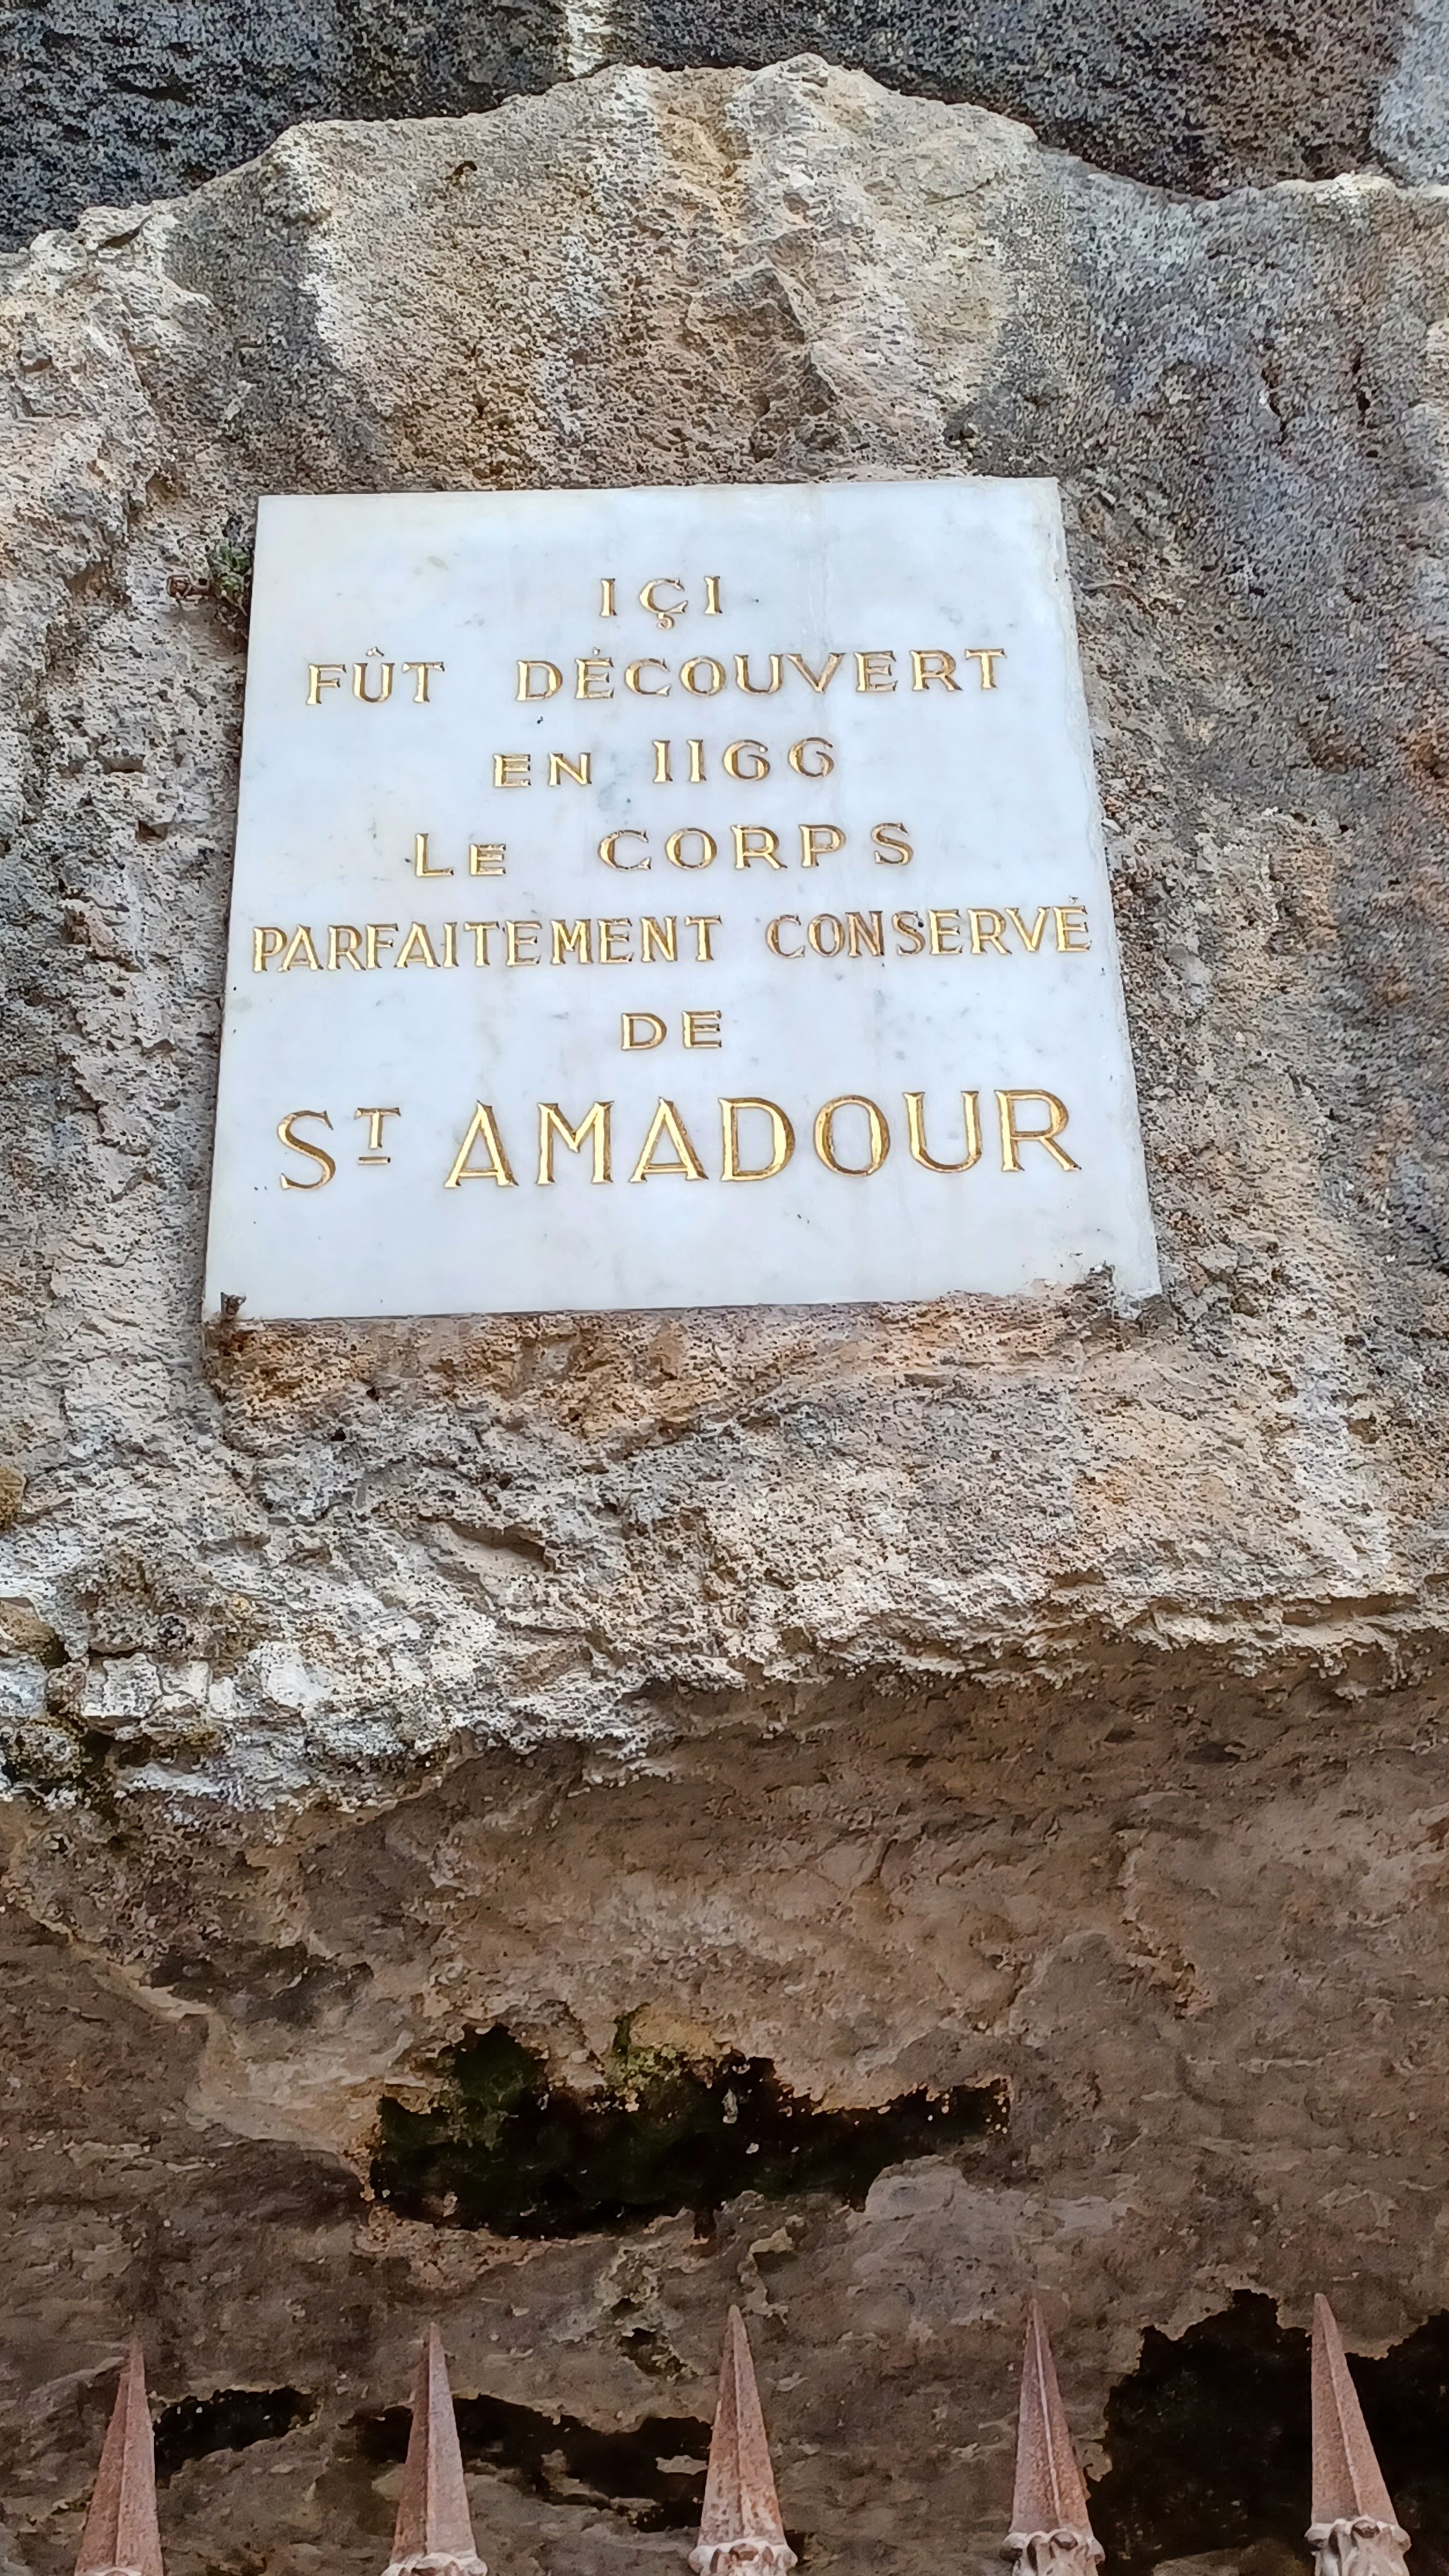 IÇI
FÛT DÉCOUVERT
EN 1166
LE CORPS
PARFAITEMENT CONSERVÉ
DE
ST AMADOUR